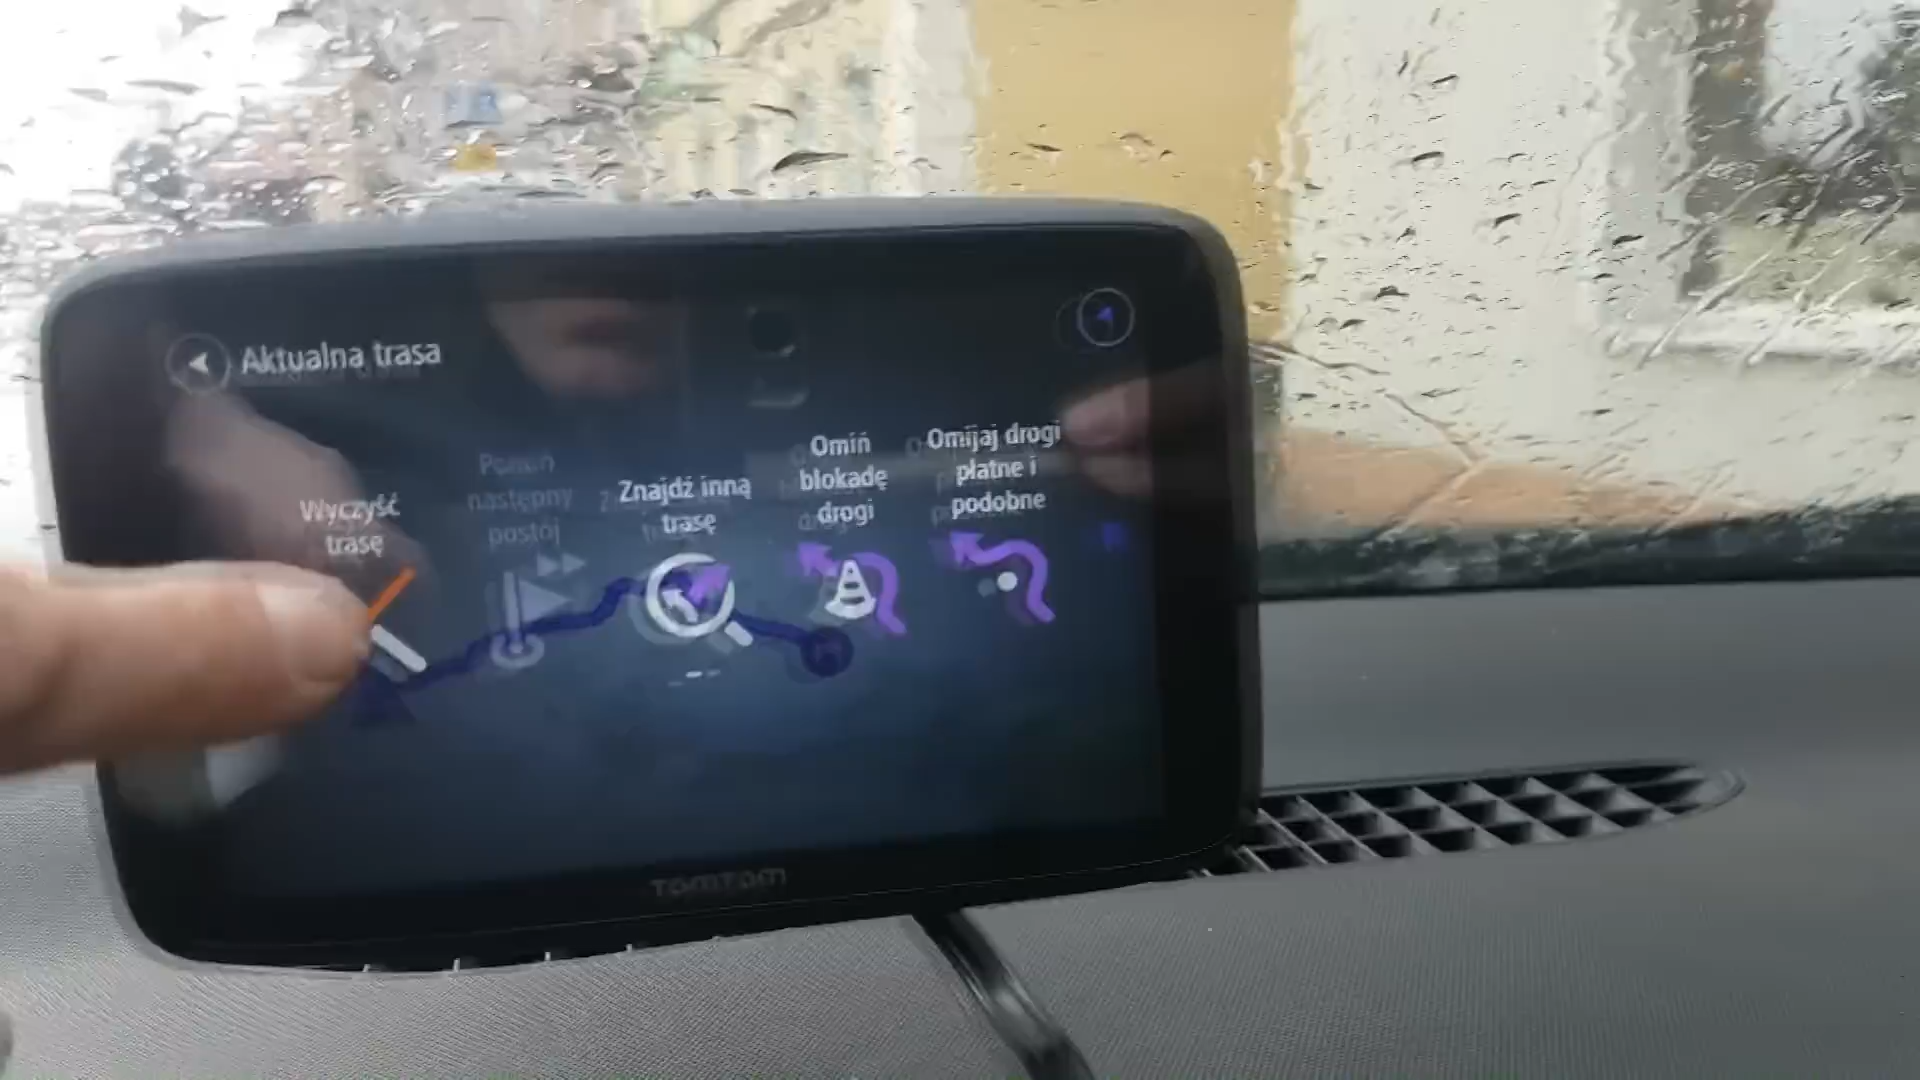 Aktualna trasa
Wyczyść
trasę
Pomiń
następny
postój
Znajdź inną
trasę
Omiń
blokadę
drogi
Omijaj drogi
płatne i
podobne
TOMTOM